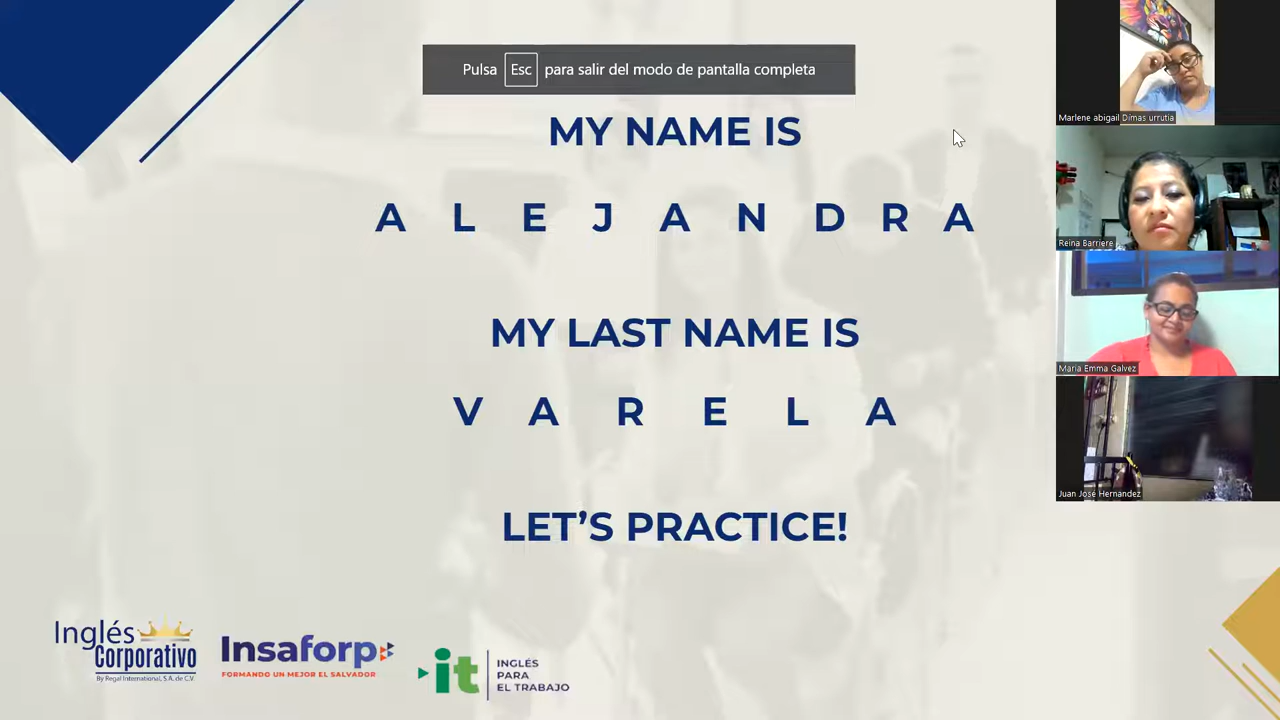 Pulsa Esc para salir del modo de pantalla completa
MY NAME IS
A L E J A N D R A
MY LAST NAME IS
V A R E L A
LET'S PRACTICE!
Inglés
Corporativo
By Regal International, S.A. de C.V.
Insaforp
FORMANDO UN MEJOR EL SALVADOR
it
INGLÉS
PARA
EL TRABAJO
Marlene abigail Dimas urrutia
Reina Barriere
Maria Emma Galvez
Juan José Hernandez